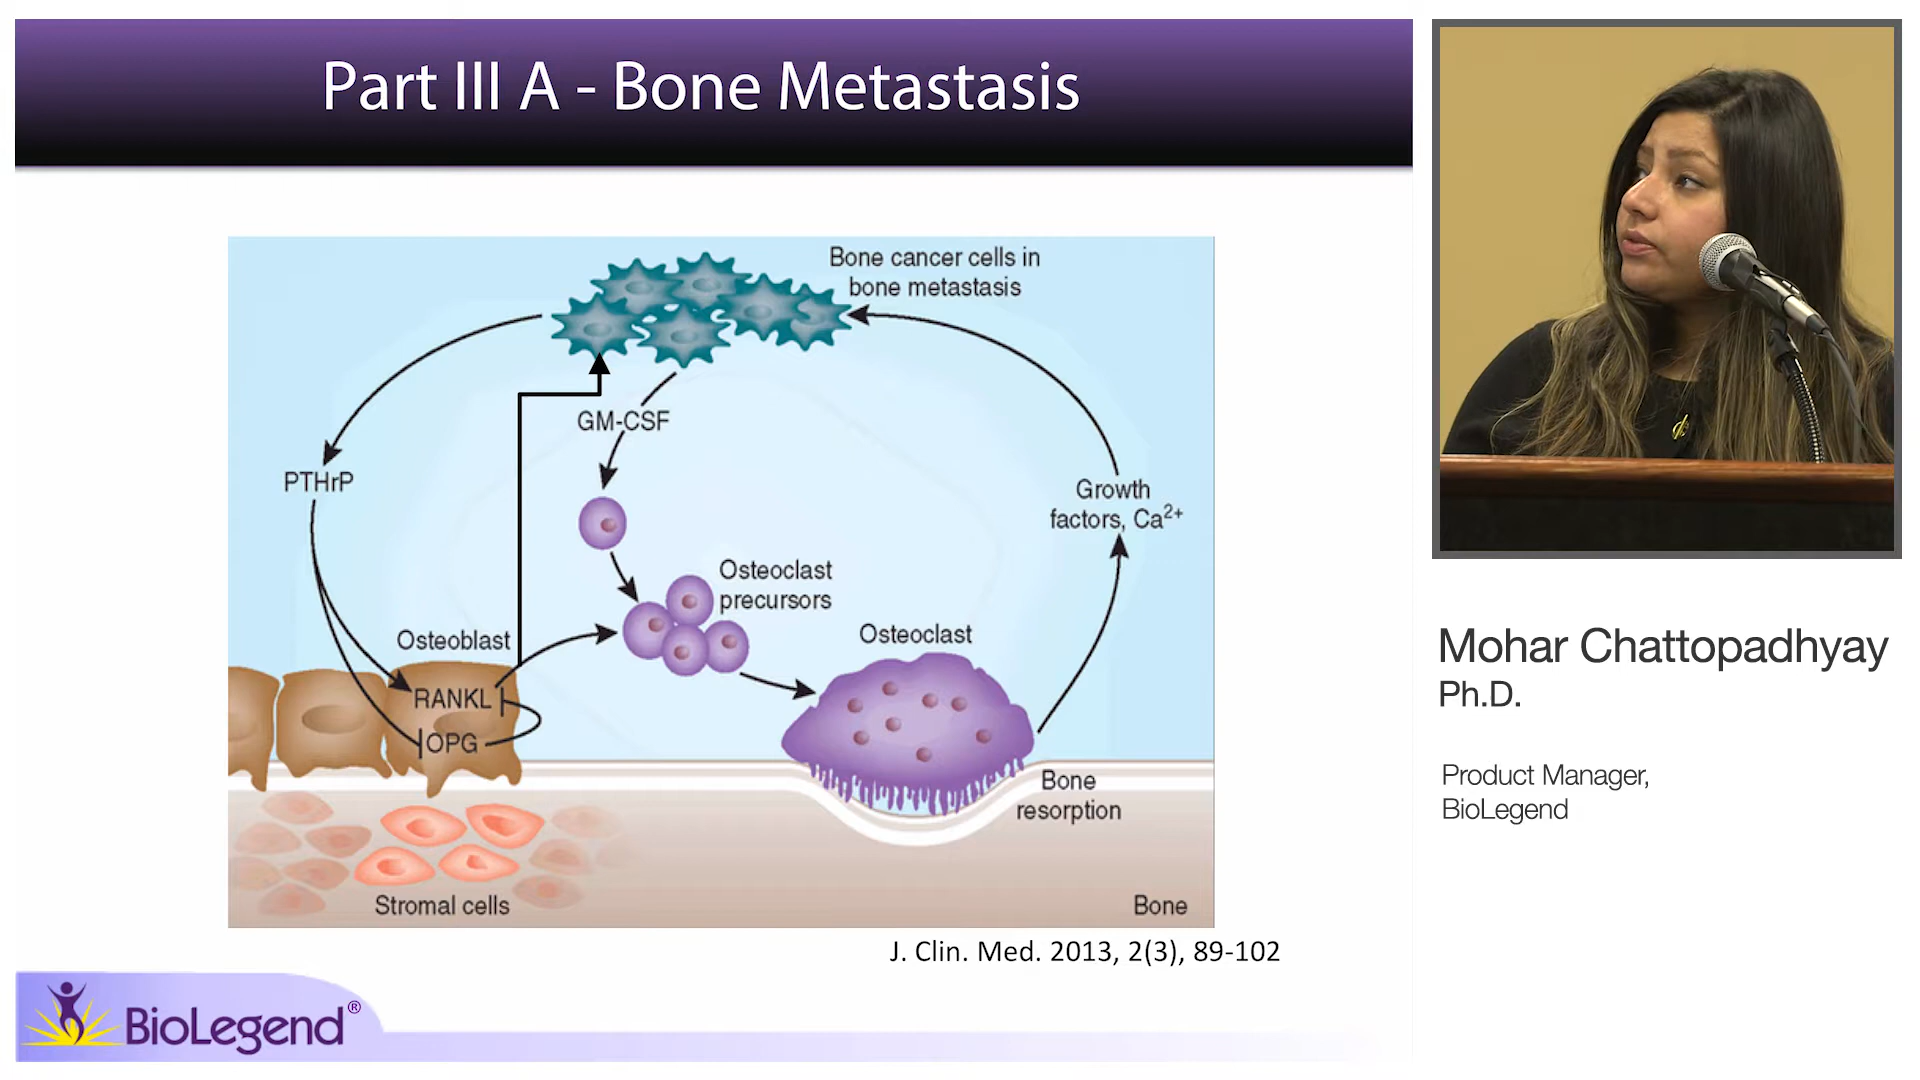 Part III A - Bone Metastasis
Bone cancer cells in
bone metastasis
GM-CSF
PTHrP
Growth
factors, Ca²⁺
Osteoclast
precursors
Osteoblast
Osteoclast
RANKL
OPG
Bone
resorption
Stromal cells
Bone
J. Clin. Med. 2013, 2(3), 89-102
BioLegend®
Mohar Chattopadhyay
Ph.D.
Product Manager,
BioLegend